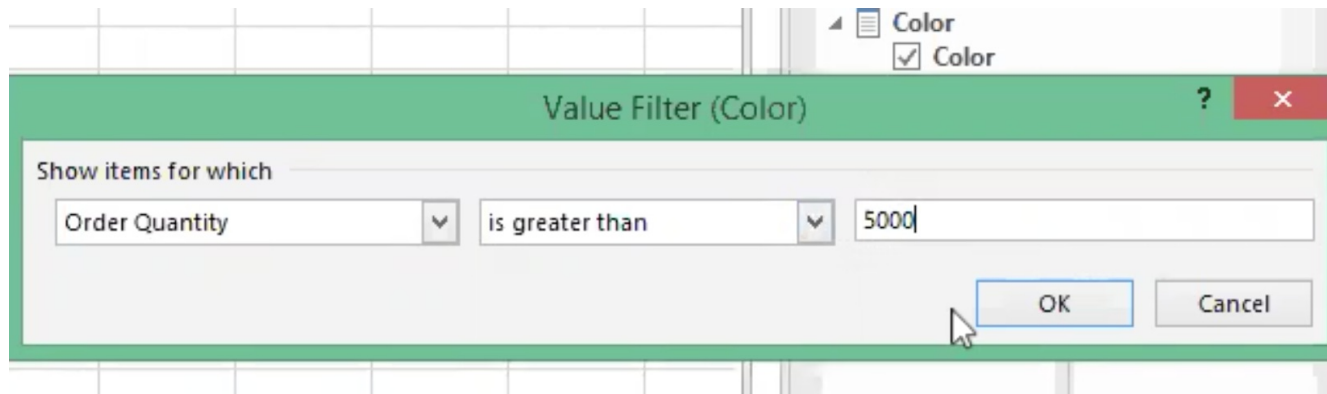 Color
Color
Value Filter (Color)
?
Show items for which
Order Quantity
is greater than
5000
OK
Cancel